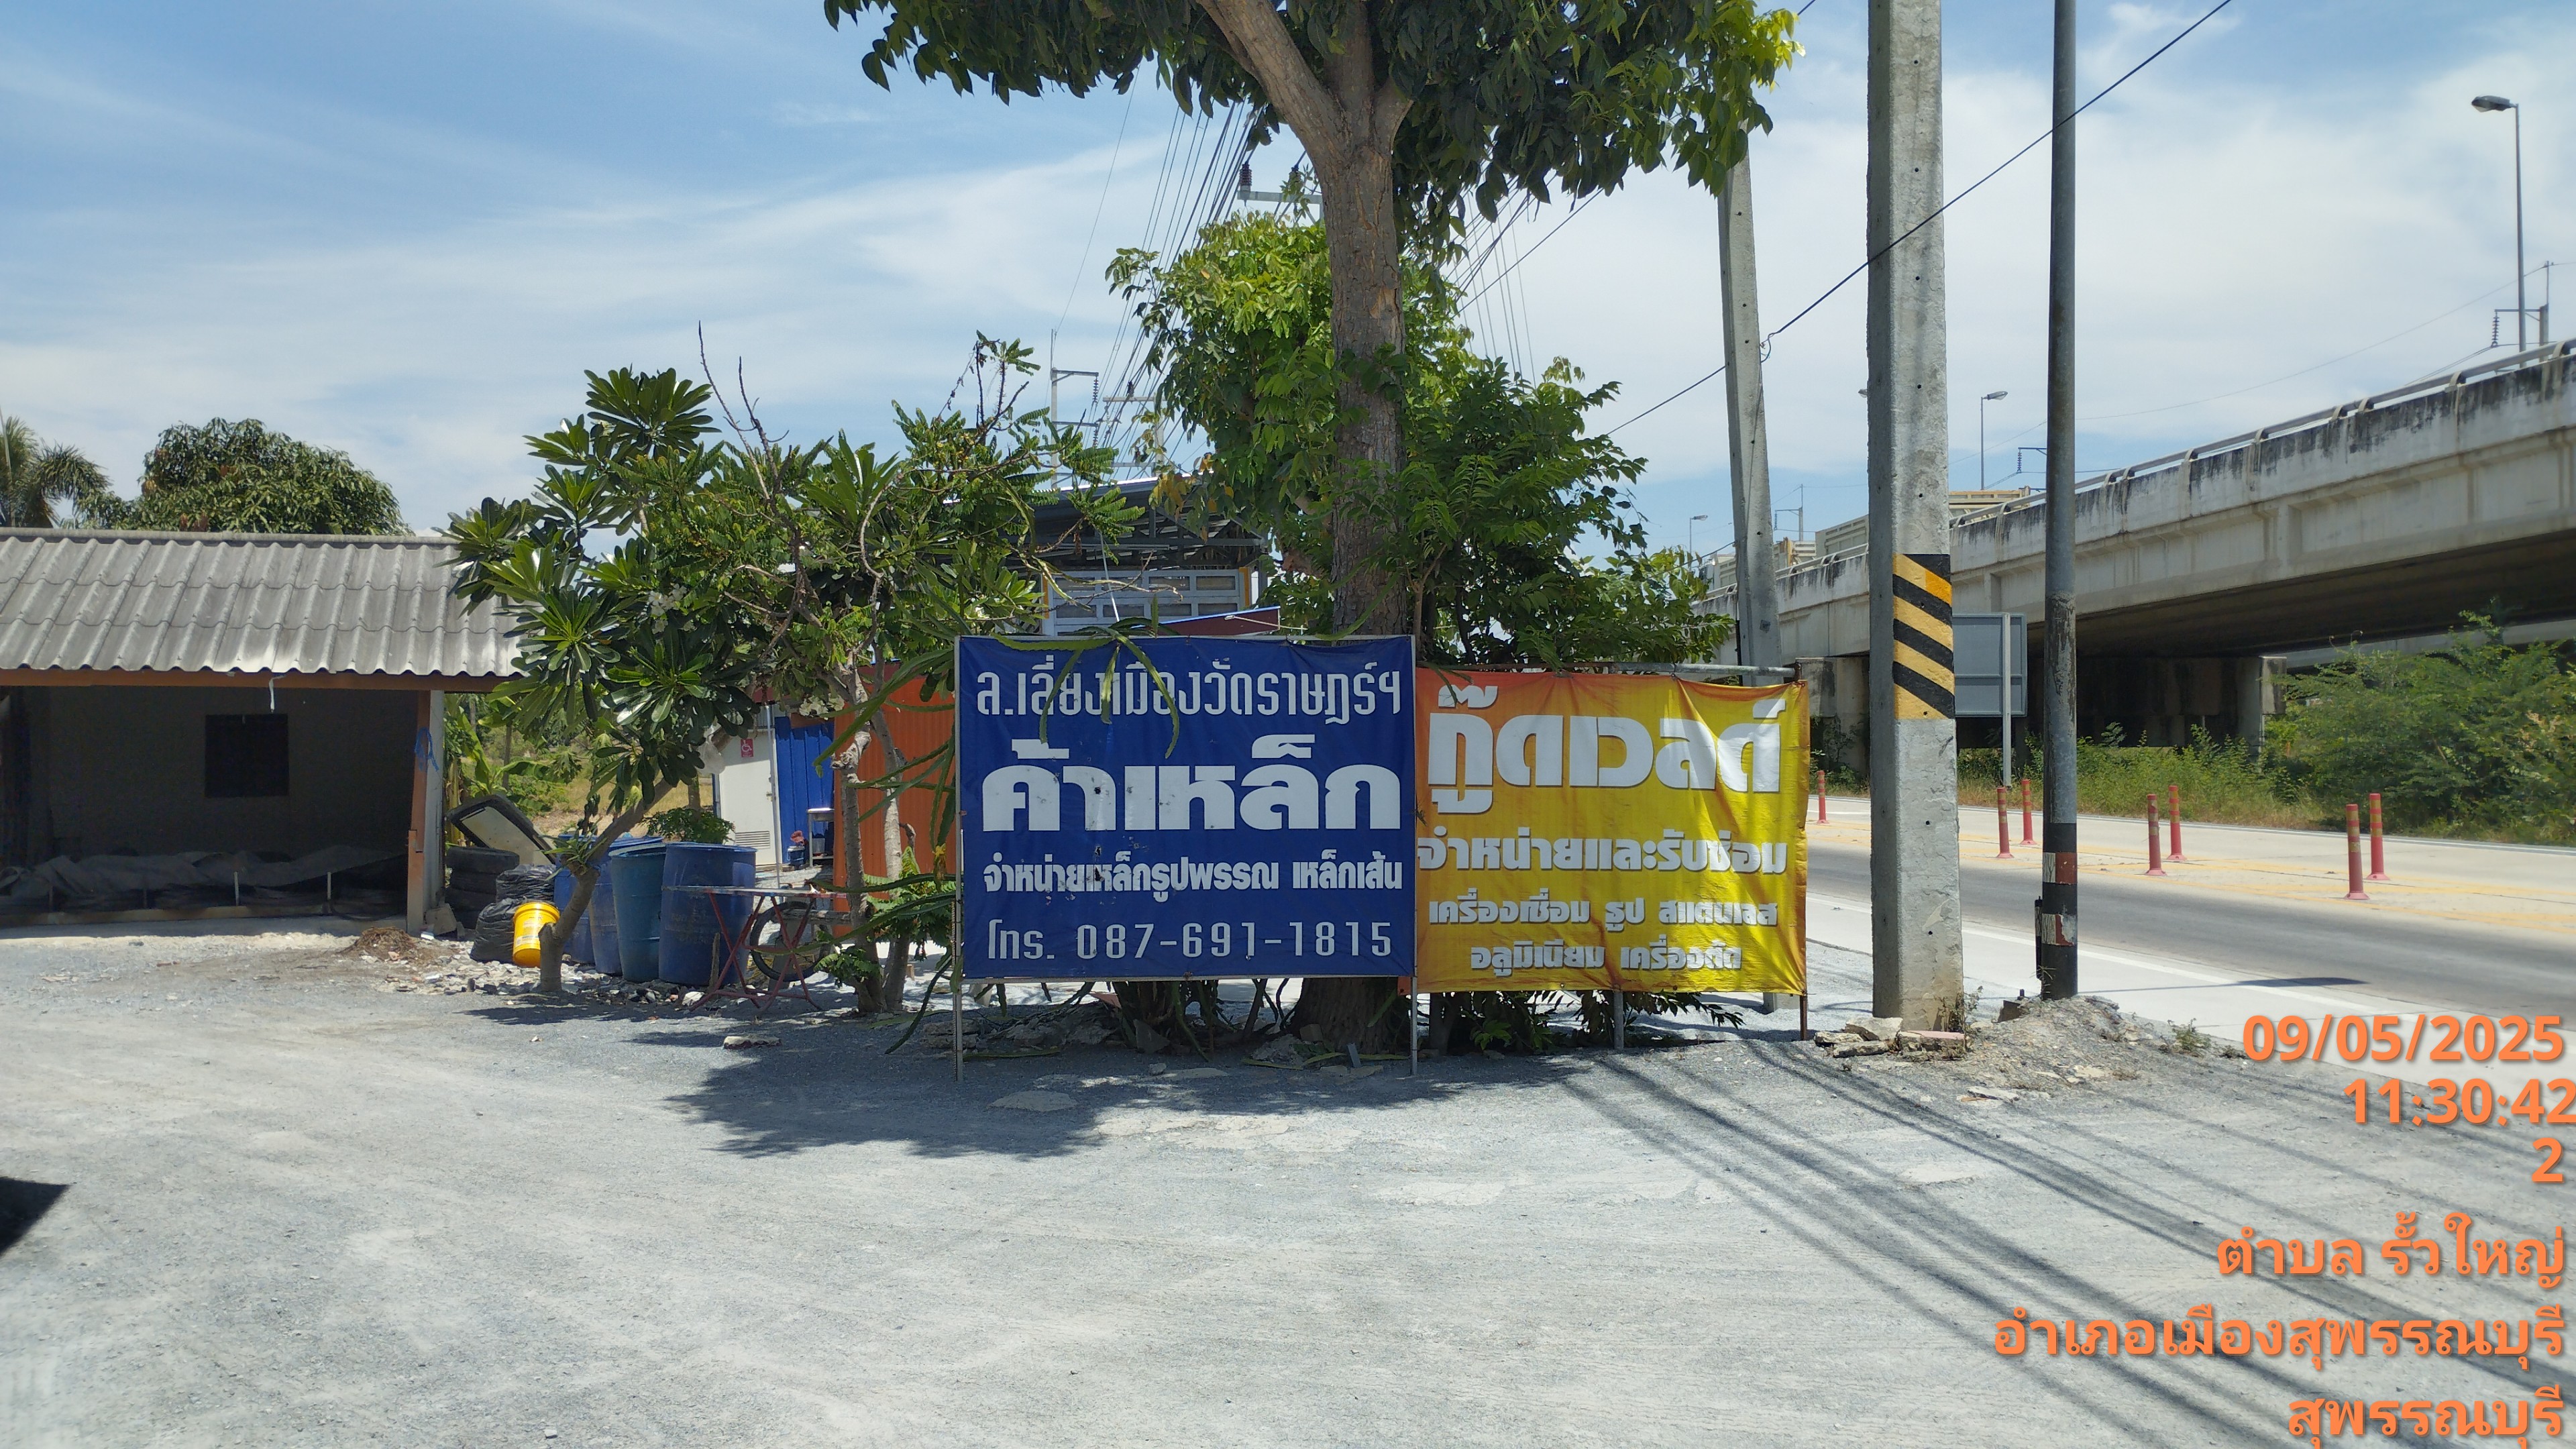 ล.เลี่ยงเมืองวัดราษฎร์ฯ
ค้าเหล็ก
จำหน่ายเหล็กรูปพรรณ เหล็กเส้น
โทร. 087-691-1815
กู๊ดเวลด์
จำหน่ายและรับซ่อม
เครื่องเชื่อม ธูป สแตนเลส
อลูมิเนียม เครื่องตัด
09/05/2025
11:30:42
2
ตำบล รั้วใหญ่
อำเภอเมืองสุพรรณบุรี
สุพรรณบุรี